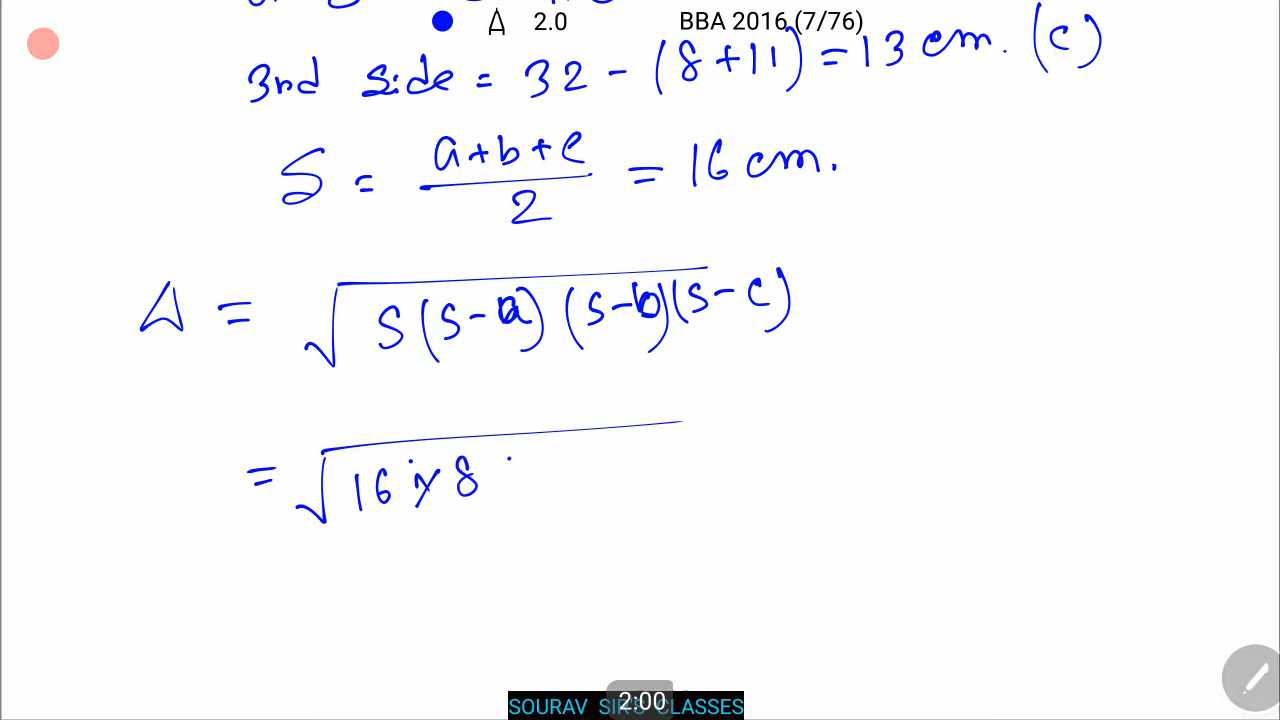 2.0 BBA 2016 (7/76)
3nd side = 32 - (8+11) = 13 cm. (c)
S = a+b+c / 2 = 16 cm.
Δ = √S(S-a)(S-b)(S-c)
= √16 × 8
2:00
SOURAV SIR'S CLASSES